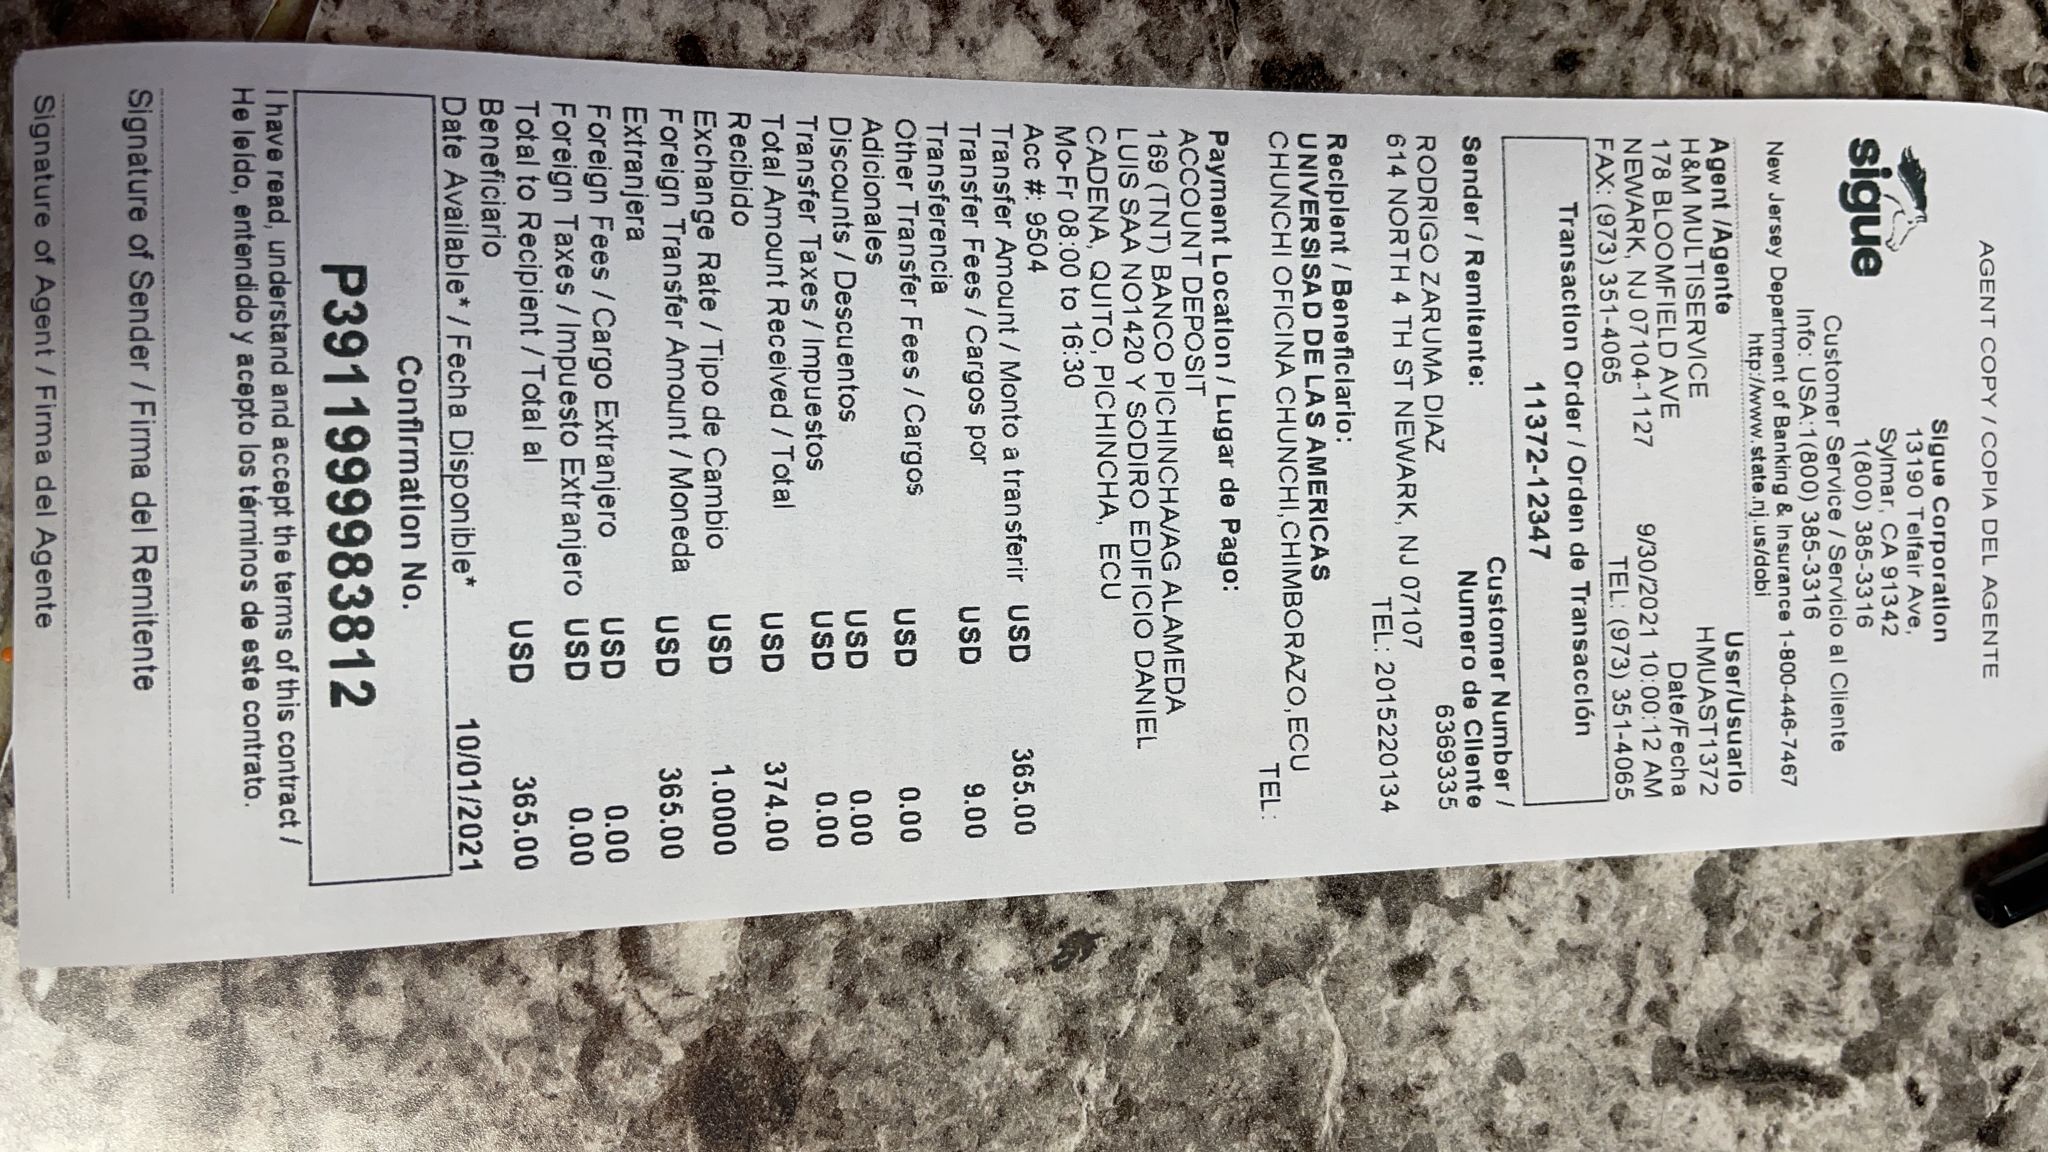 AGENT COPY / COPIA DEL AGENTE
sigue
Sigue Corporation
13190 Telfair Ave,
Sylmar, CA 91342
1(800) 385-3316
Customer Service / Servicio al Cliente
Info: USA:1(800) 385-3316
New Jersey Department of Banking & Insurance 1-800-446-7467
http://www.state.nj.us/dobi
Agent /Agente User/Usuario
H&M MULTISERVICE HMUAST1372
178 BLOOMFIELD AVE Date/Fecha
NEWARK, NJ 07104-1127 9/30/2021 10:00:12 AM
FAX: (973) 351-4065 TEL: (973) 351-4065
Transaction Order / Orden de Transacción
11372-12347
Customer Number /
Sender / Remitente: Numero de Cliente
6369335
RODRIGO ZARUMA DIAZ
614 NORTH 4 TH ST NEWARK, NJ 07107
TEL: 2015220134
Recipient / Beneficiario:
UNIVERSISAD DE LAS AMERICAS
CHUNCHI OFICINA CHUNCHI,CHIMBORAZO,ECU
TEL:
Payment Location / Lugar de Pago:
ACCOUNT DEPOSIT
169 (TNT) BANCO PICHINCHA/AG ALAMEDA
LUIS SAA NO1420 Y SODIRO EDIFICIO DANIEL
CADENA, QUITO, PICHINCHA, ECU
Mo-Fr 08:00 to 16:30
Acc #: 9504
Transfer Amount / Monto a transferir USD 365.00
Transfer Fees / Cargos por USD 9.00
Transferencia
Other Transfer Fees / Cargos USD 0.00
Adicionales
Discounts / Descuentos USD 0.00
Transfer Taxes / Impuestos USD 0.00
Total Amount Received / Total USD 374.00
Recibido
Exchange Rate / Tipo de Cambio USD 1.0000
Foreign Transfer Amount / Moneda USD 365.00
Extranjera
Foreign Fees / Cargo Extranjero USD 0.00
Foreign Taxes / Impuesto Extranjero USD 0.00
Total to Recipient / Total al USD 365.00
Beneficiario
Date Available* / Fecha Disponible* 10/01/2021
Confirmation No.
P39119999983812
I have read, understand and accept the terms of this contract /
He leído, entendido y acepto los términos de este contrato.
Signature of Sender / Firma del Remitente
Signature of Agent / Firma del Agente